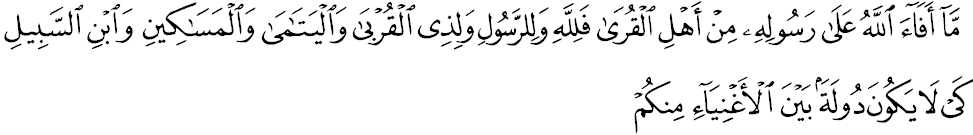 مَّآ أَفَآءَ ٱللَّهُ عَلَىٰ رَسُولِهِۦ مِنۡ أَهۡلِ ٱلۡقُرَىٰ فَلِلَّهِ وَلِلرَّسُولِ وَلِذِي ٱلۡقُرۡبَىٰ وَٱلۡيَتَٰمَىٰ وَٱلۡمَسَٰكِينِ وَٱبۡنِ ٱلسَّبِيلِ
كَيۡ لَا يَكُونَ دُولَةَۢ بَيۡنَ ٱلۡأَغۡنِيَآءِ مِنكُمۡ